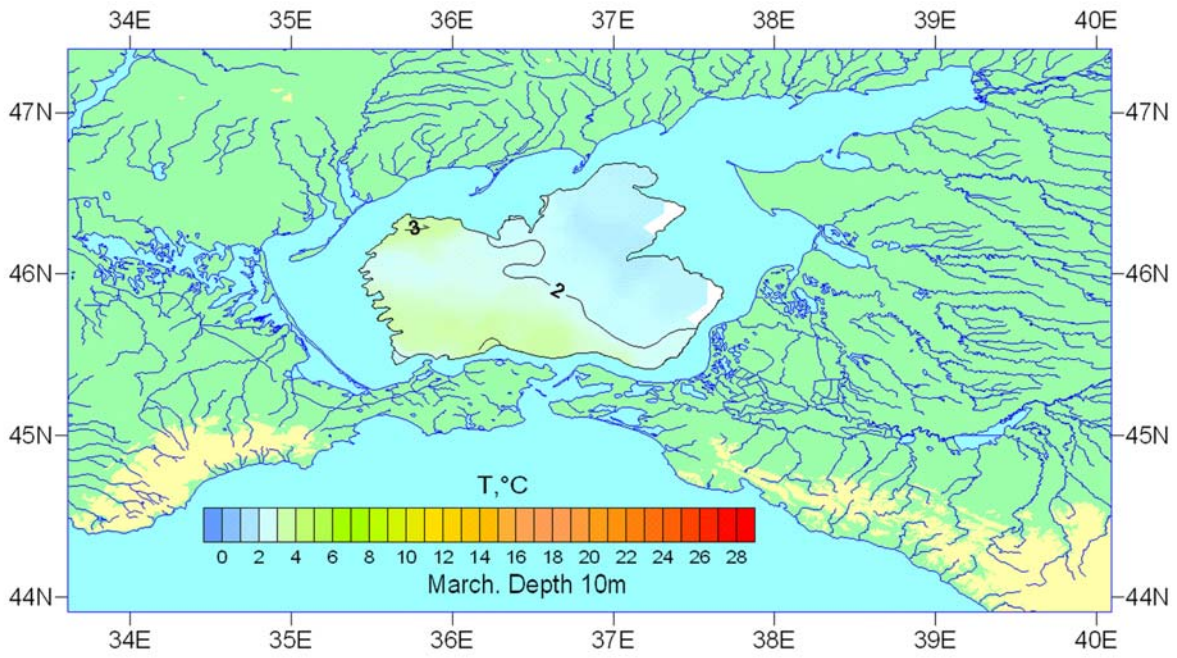 34E 35E 36E 37E 38E 39E 40E
47N 47N
3
46N 46N
2
45N 45N
T,°C
0 2 4 6 8 10 12 14 16 18 20 22 24 26 28
March. Depth 10m
44N 44N
34E 35E 36E 37E 38E 39E 40E